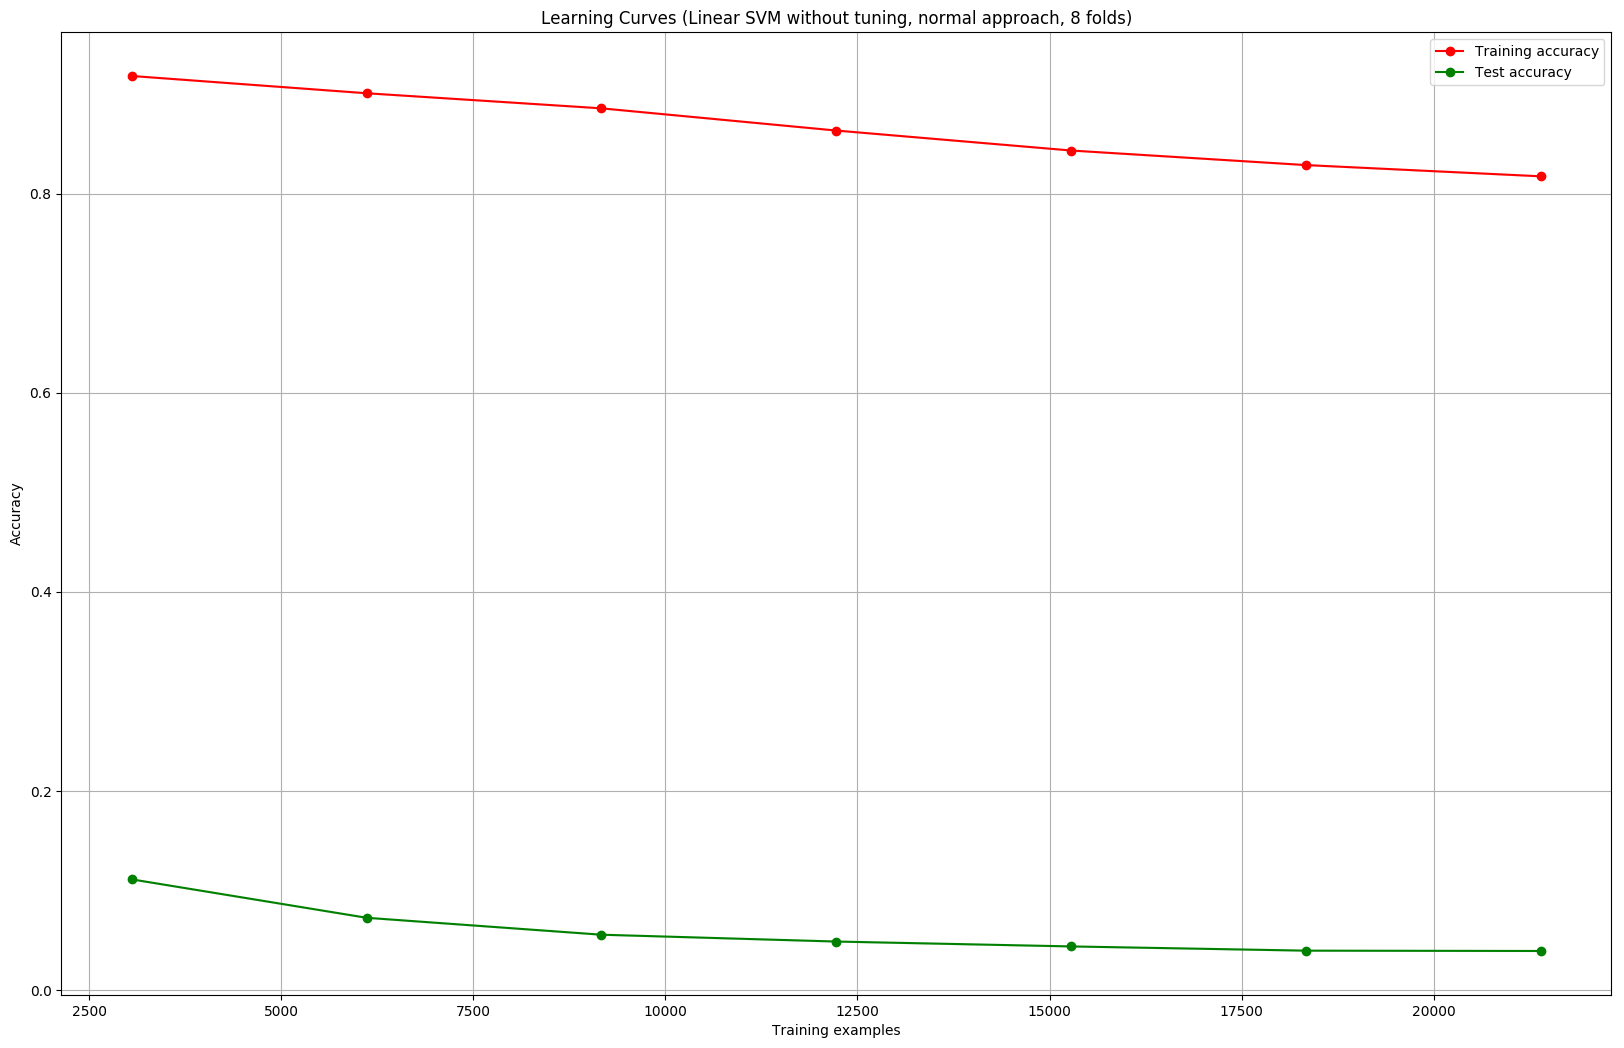 Learning Curves (Linear SVM without tuning, normal approach, 8 folds)
Training accuracy
Test accuracy
Accuracy
0.8
0.6
0.4
0.2
0.0
2500 5000 7500 10000 12500 15000 17500 20000
Training examples